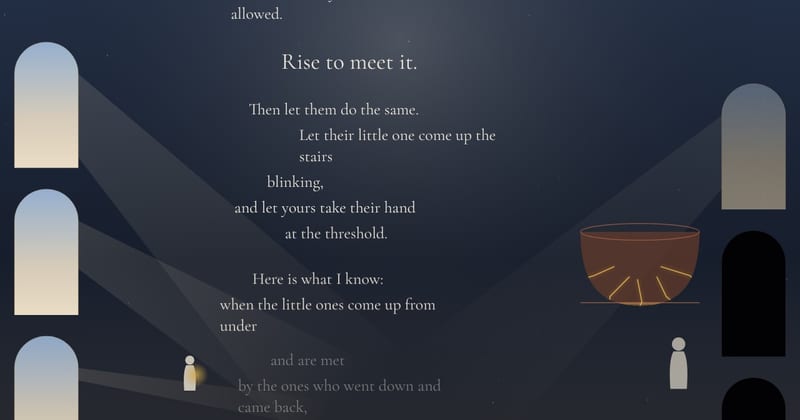 allowed.
Rise to meet it.
Then let them do the same.
Let their little one come up the
stairs
blinking,
and let yours take their hand
at the threshold.
Here is what I know:
when the little ones come up from
under
and are met
by the ones who went down and
came back,